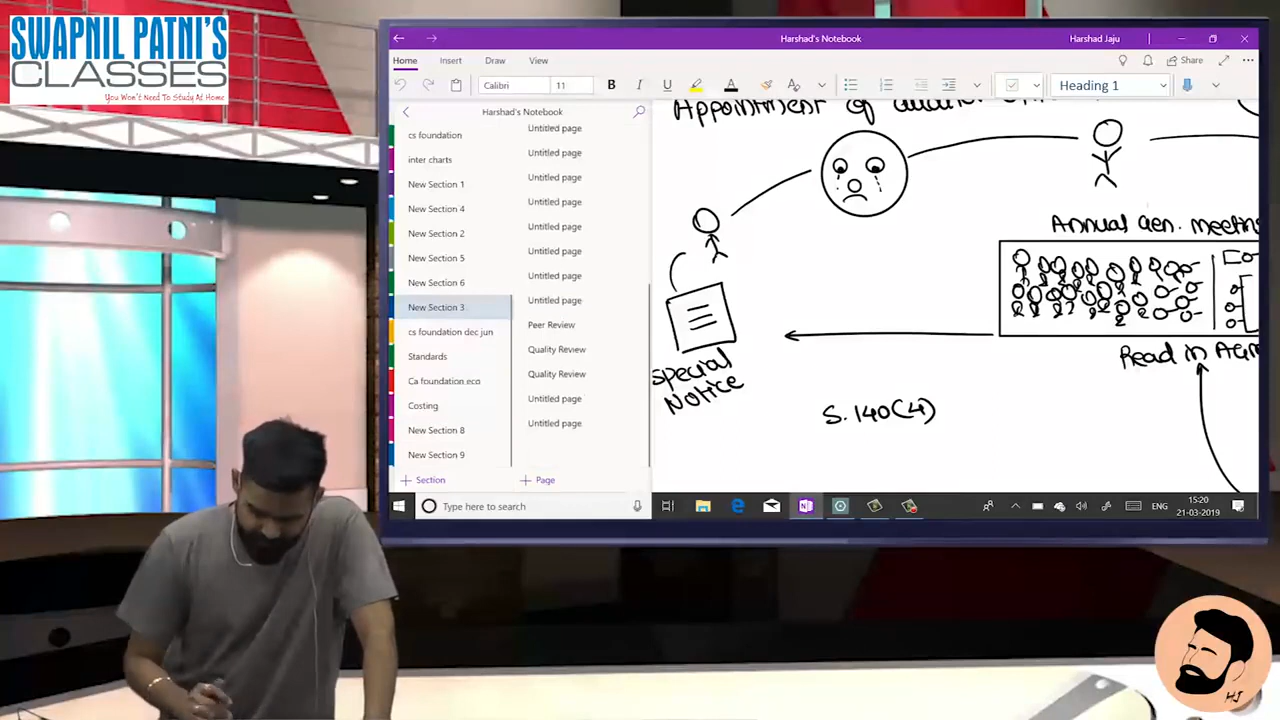 SWAPNIL PATNI'S
CLASSES
You Won't Need To Study At Home
Harshad's Notebook
Harshad Jaju
Home
Insert
Draw
View
Share
Calibri
11
B
I
U
A
Heading 1
Harshad's Notebook
cs foundation
inter charts
New Section 1
New Section 4
New Section 2
New Section 5
New Section 6
New Section 3
cs foundation dec jun
Standards
Ca foundation eco
Costing
New Section 8
New Section 9
+ Section
Untitled page
Untitled page
Untitled page
Untitled page
Untitled page
Untitled page
Untitled page
Untitled page
Peer Review
Quality Review
Quality Review
Untitled page
Untitled page
+ Page
Appointment of
Annual Gen. meeting
Read in AGM
Special
Notice
S.140(4)
Type here to search
ENG
15:20
21-03-2019
HJ